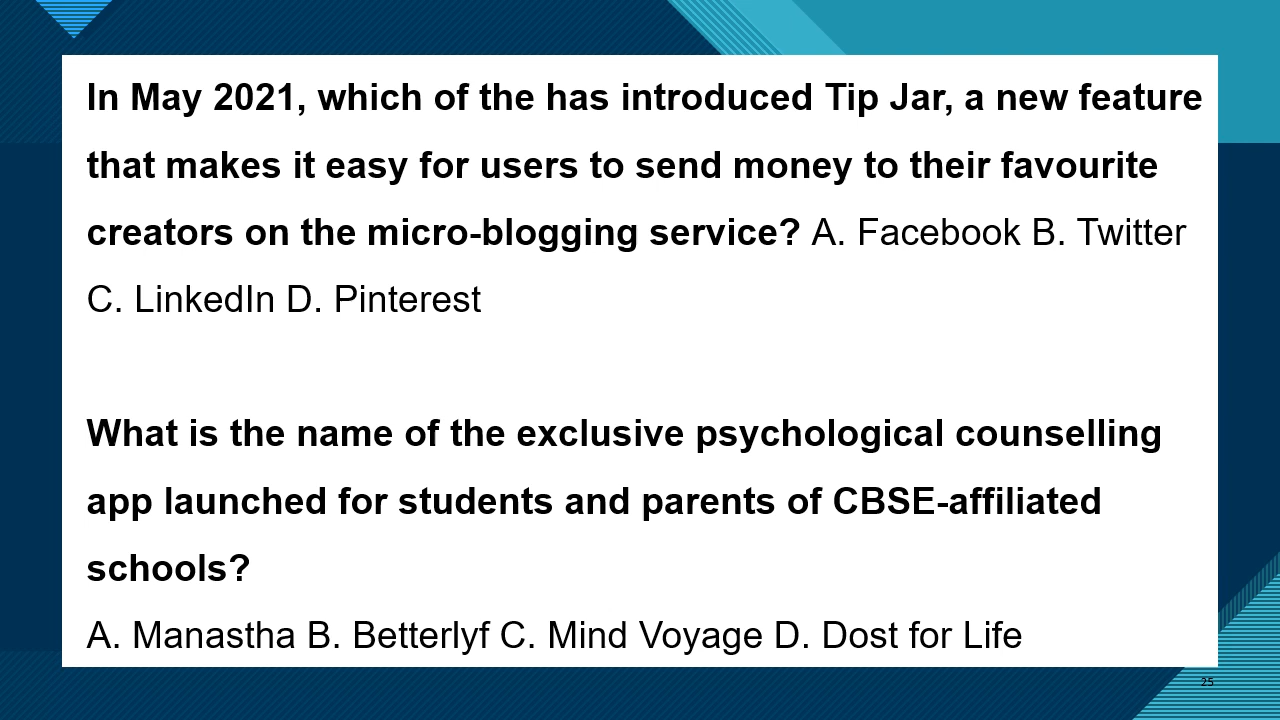 In May 2021, which of the has introduced Tip Jar, a new feature
that makes it easy for users to send money to their favourite
creators on the micro-blogging service? A. Facebook B. Twitter
C. LinkedIn D. Pinterest
What is the name of the exclusive psychological counselling
app launched for students and parents of CBSE-affiliated
schools?
A. Manastha B. Betterlyf C. Mind Voyage D. Dost for Life
25